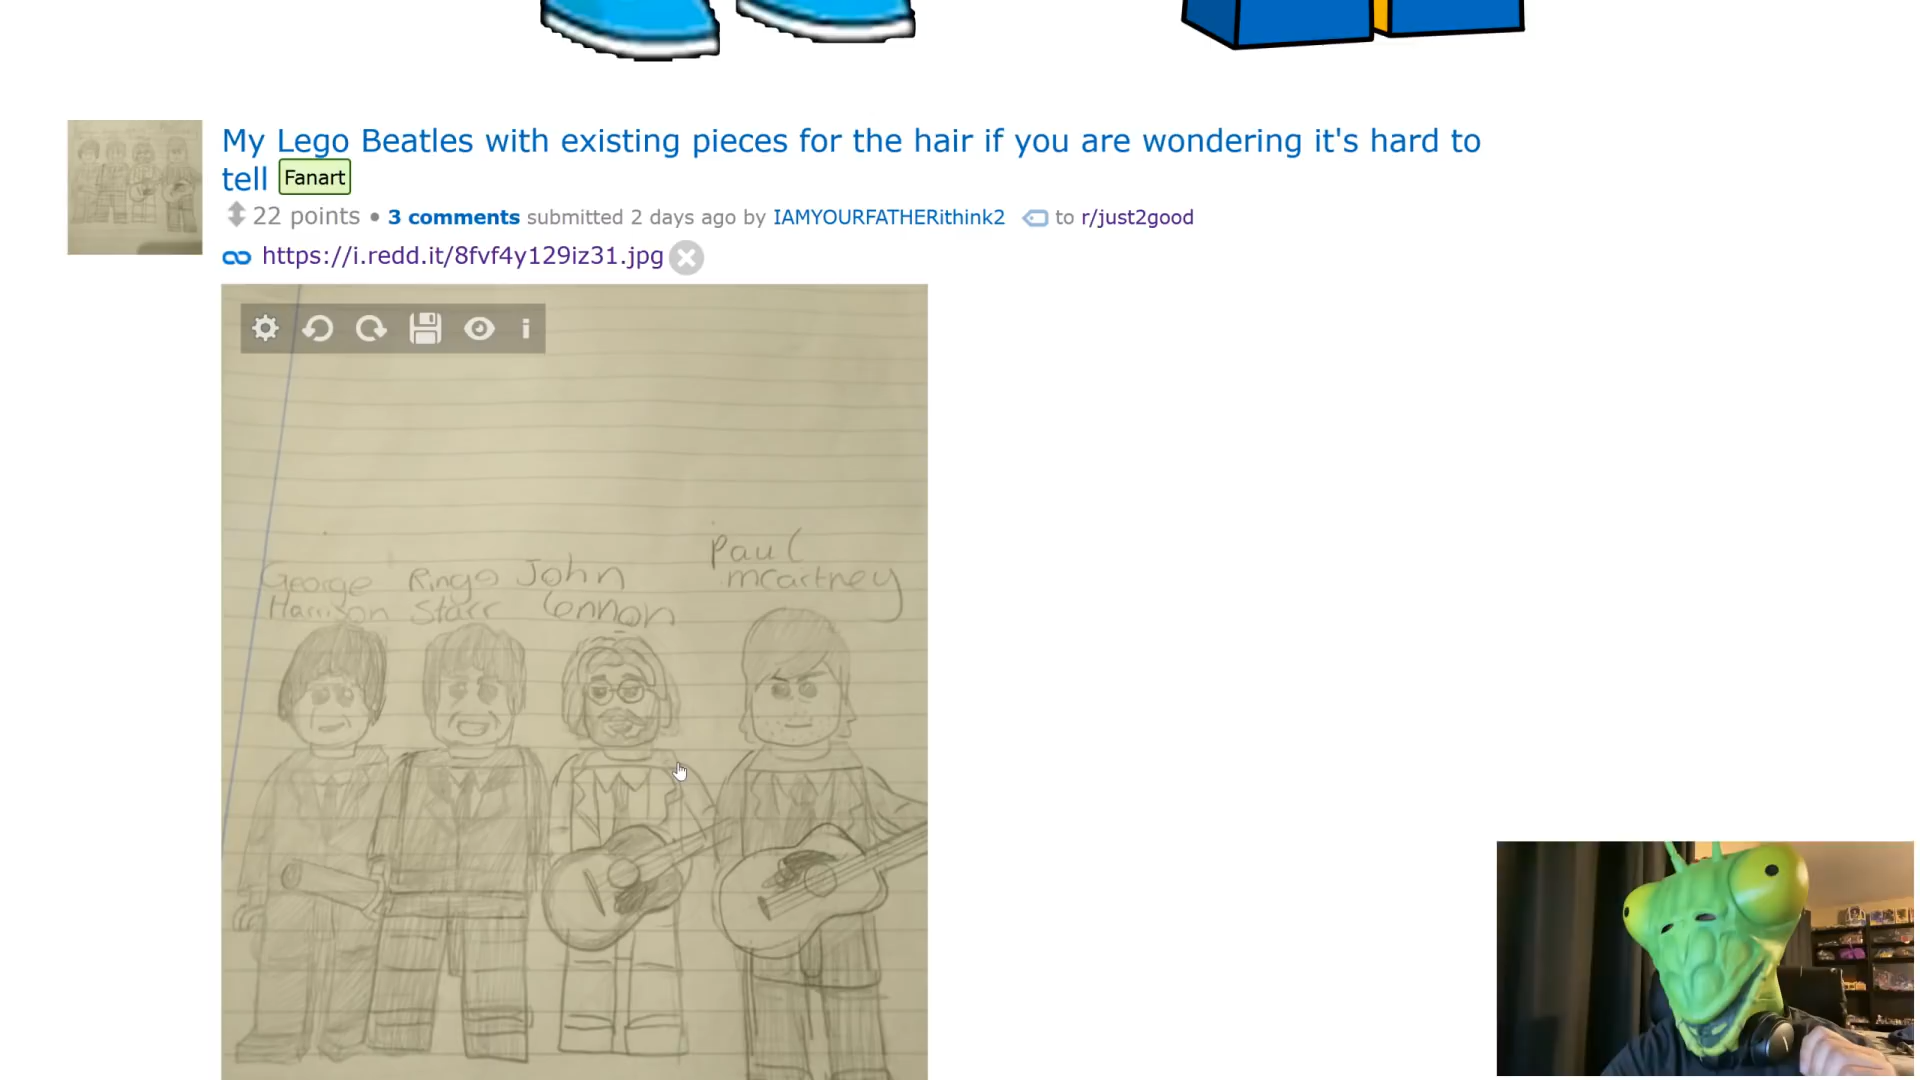 My Lego Beatles with existing pieces for the hair if you are wondering it's hard to
tell Fanart
22 points • 3 comments submitted 2 days ago by IAMYOURFATHERithink2 to r/just2good
https://i.redd.it/8fvf4y129iz31.jpg
George
Harrison
Ringo
Starr
John
Lennon
Paul
mcartney